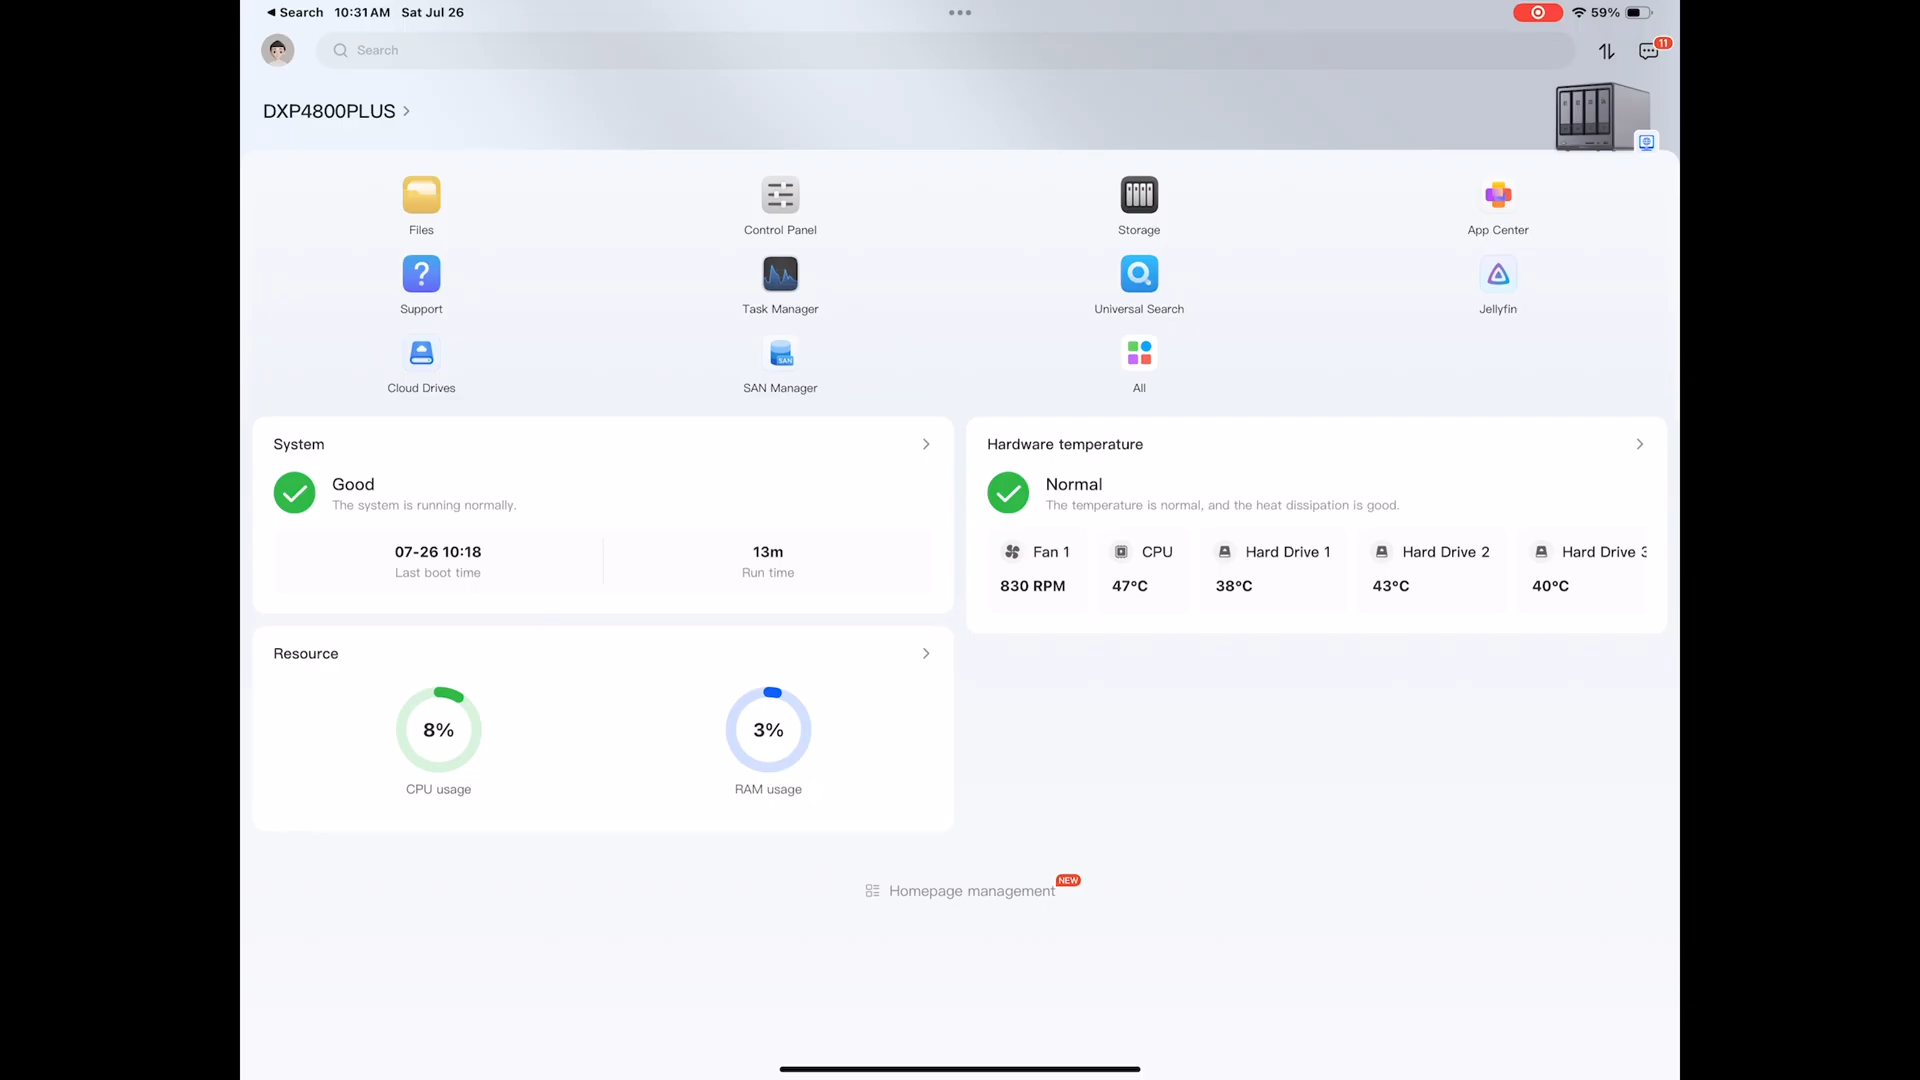 ◀ Search 10:31 AM Sat Jul 26
59%
Search
11
DXP4800PLUS
Files
Control Panel
Storage
App Center
Support
Task Manager
Universal Search
Jellyfin
SAN
Cloud Drives
SAN Manager
All
System
Good
The system is running normally.
07-26 10:18
Last boot time
13m
Run time
Hardware temperature
Normal
The temperature is normal, and the heat dissipation is good.
Fan 1
830 RPM
CPU
47°C
Hard Drive 1
38°C
Hard Drive 2
43°C
Hard Drive 3
40°C
Resource
8%
CPU usage
3%
RAM usage
Homepage management
NEW